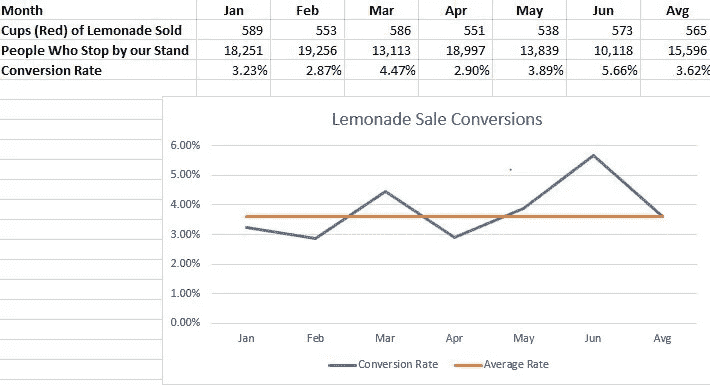 Month Jan Feb Mar Apr May Jun Avg
Cups (Red) of Lemonade Sold 589 553 586 551 538 573 565
People Who Stop by our Stand 18,251 19,256 13,113 18,997 13,839 10,118 15,596
Conversion Rate 3.23% 2.87% 4.47% 2.90% 3.89% 5.66% 3.62%
Lemonade Sale Conversions
6.00%
5.00%
4.00%
3.00%
2.00%
1.00%
0.00%
Jan Feb Mar Apr May Jun Avg
Conversion Rate Average Rate